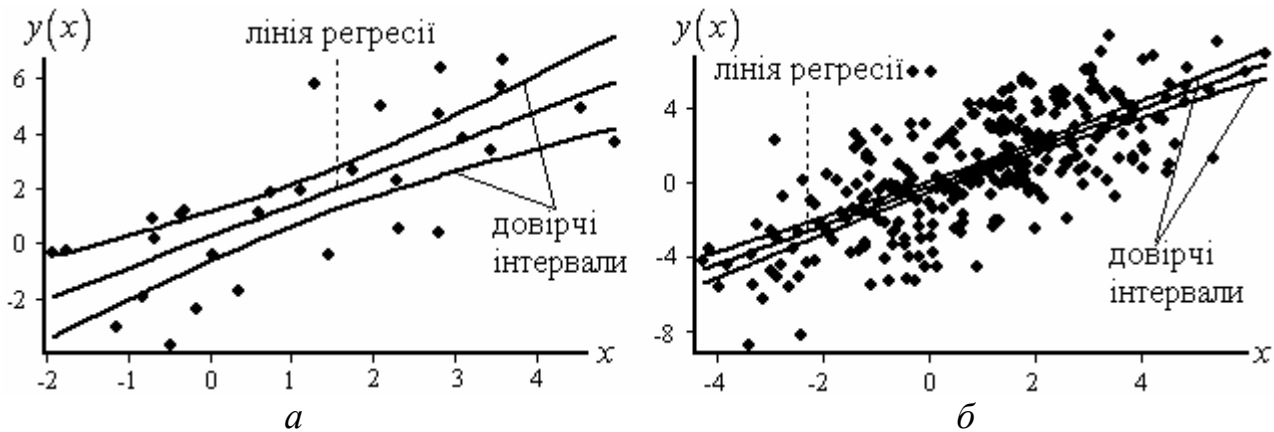 y(x)
лінія регресії
6
4
2
0
-2
довірчі
інтервали
-2 -1 0 1 2 3 4 x
а
y(x)
лінія регресії
4
0
-4
-8
довірчі
інтервали
-4 -2 0 2 4 x
б